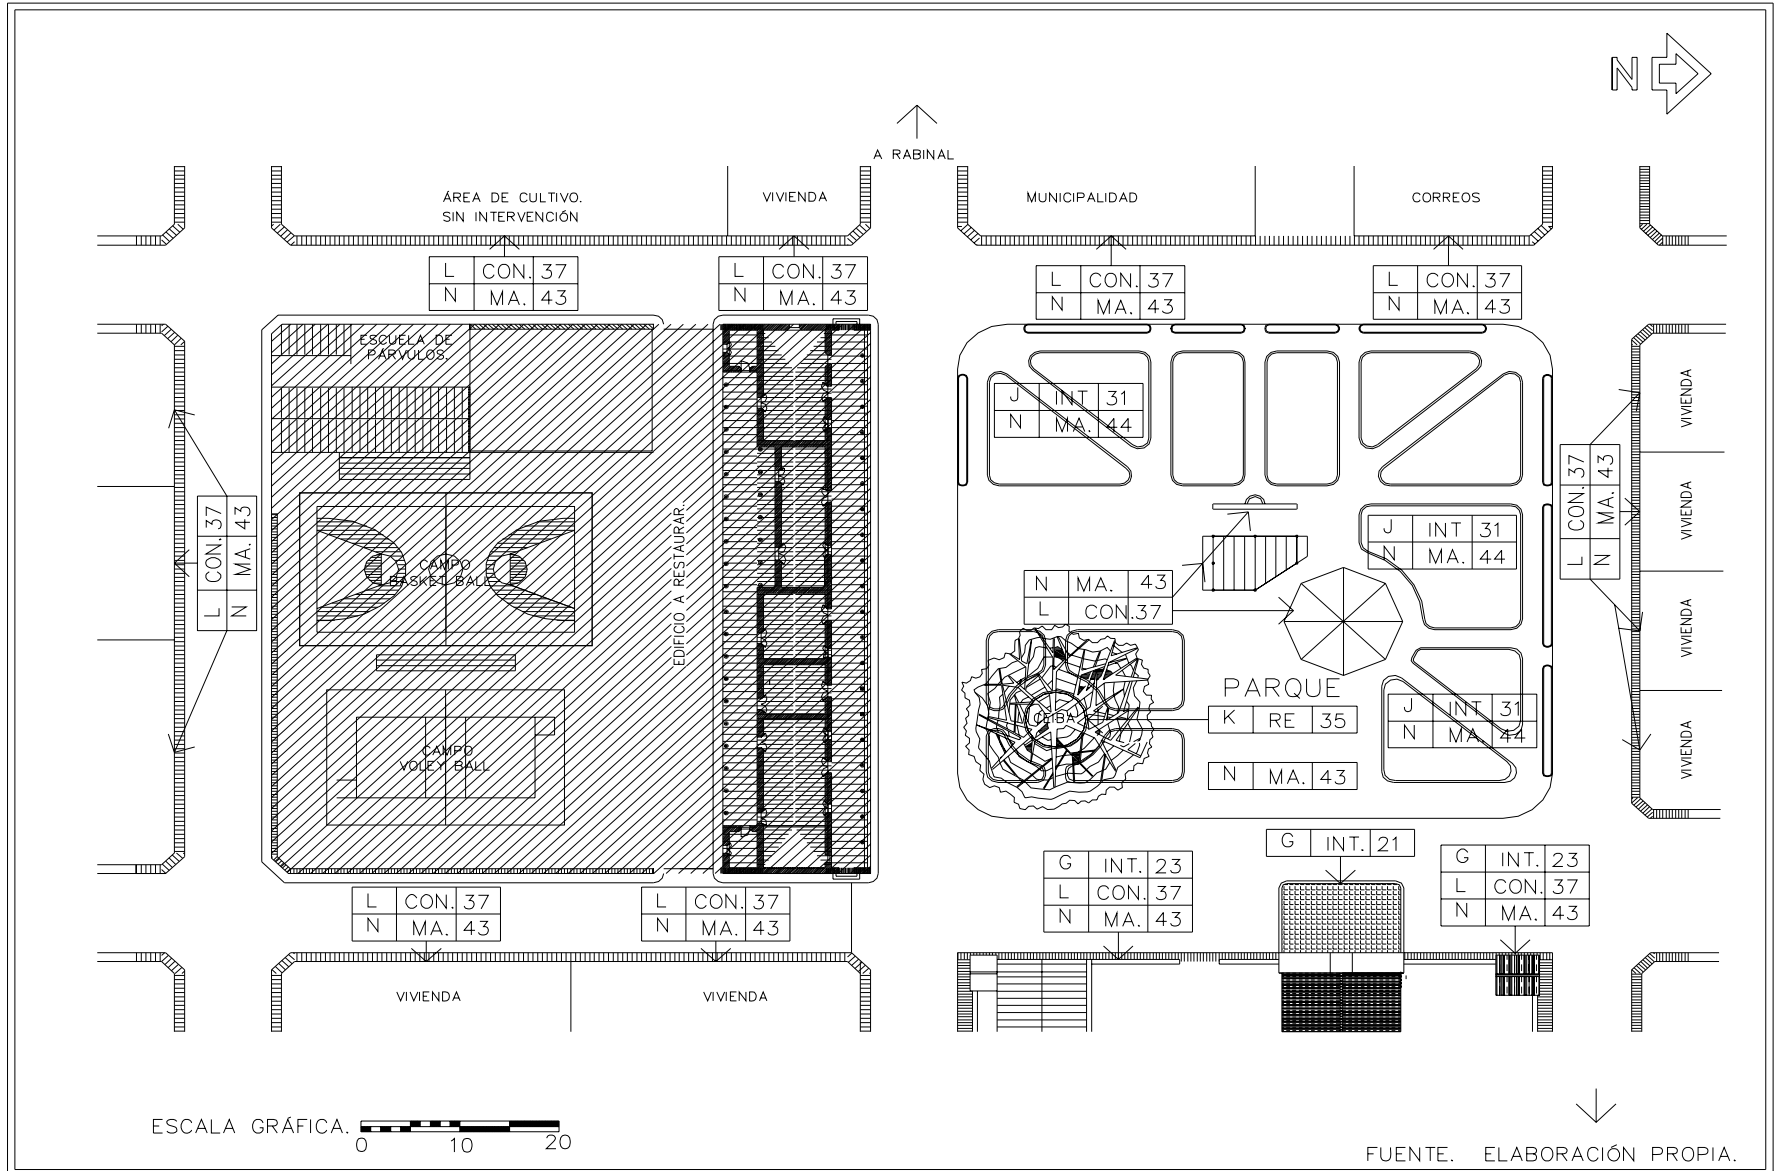 N
A RABINAL
ÁREA DE CULTIVO.
SIN INTERVENCIÓN
VIVIENDA
MUNICIPALIDAD
CORREOS
L CON. 37
N MA. 43
L CON. 37
N MA. 43
L CON. 37
N MA. 43
L CON. 37
N MA. 43
ESCUELA DE
PÁRVULOS.
J INT 31
N MA. 44
VIVIENDA
L CON. 37
N MA. 43
L CON. 37
N MA. 43
VIVIENDA
EDIFICIO A RESTAURAR.
J INT 31
N MA. 44
CAMPO
BASKET BALL
N MA. 43
L CON. 37
VIVIENDA
PARQUE
CEIBA
K RE 35
J INT 31
N MA. 44
VIVIENDA
CAMPO
VOLEY BALL
N MA. 43
G INT. 21
G INT. 23
L CON. 37
N MA. 43
G INT. 23
L CON. 37
N MA. 43
L CON. 37
N MA. 43
L CON. 37
N MA. 43
VIVIENDA
VIVIENDA
ESCALA GRÁFICA.
0 10 20
FUENTE. ELABORACIÓN PROPIA.